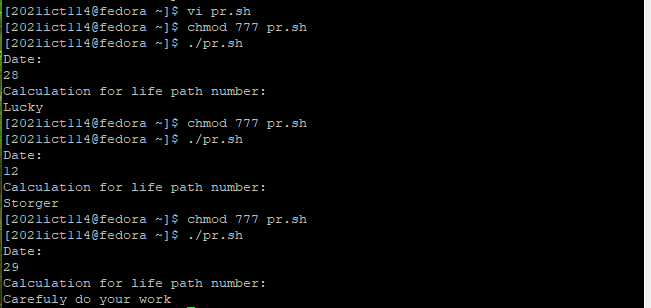 [2021ict114@fedora ~]$ vi pr.sh
[2021ict114@fedora ~]$ chmod 777 pr.sh
[2021ict114@fedora ~]$ ./pr.sh
Date:
28
Calculation for life path number:
Lucky
[2021ict114@fedora ~]$ chmod 777 pr.sh
[2021ict114@fedora ~]$ ./pr.sh
Date:
12
Calculation for life path number:
Storger
[2021ict114@fedora ~]$ chmod 777 pr.sh
[2021ict114@fedora ~]$ ./pr.sh
Date:
29
Calculation for life path number:
Carefuly do your work